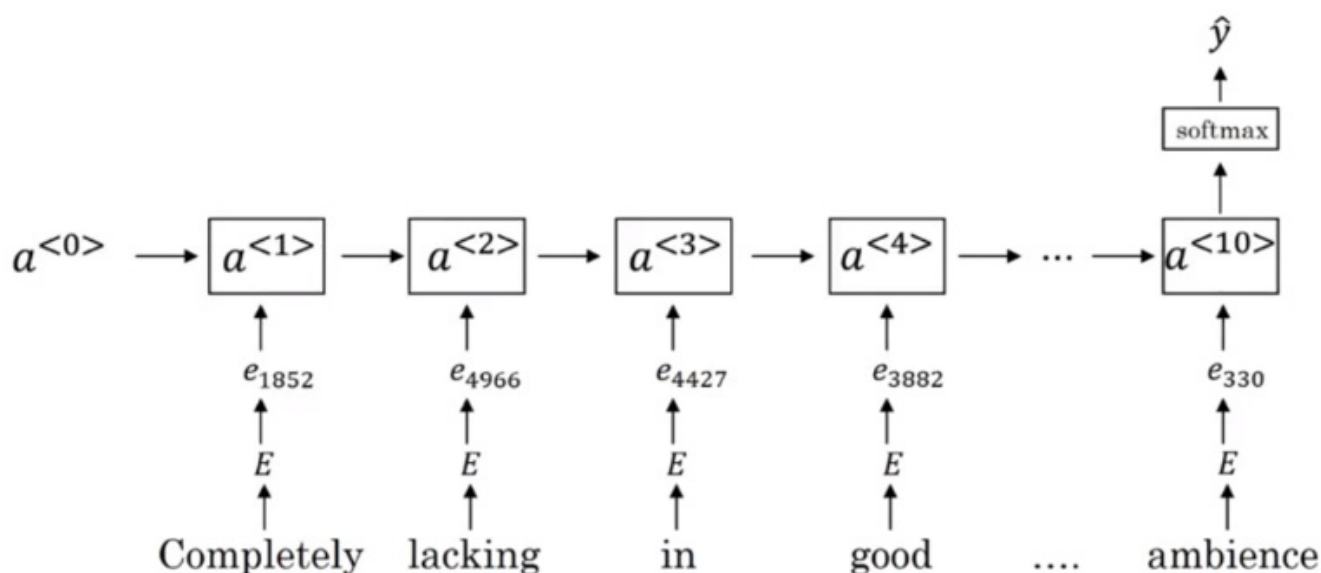 ŷ
softmax
a<0> a<1> a<2> a<3> a<4> ... a<10>
e1852 e4966 e4427 e3882 e330
E E E E E
Completely lacking in good .... ambience